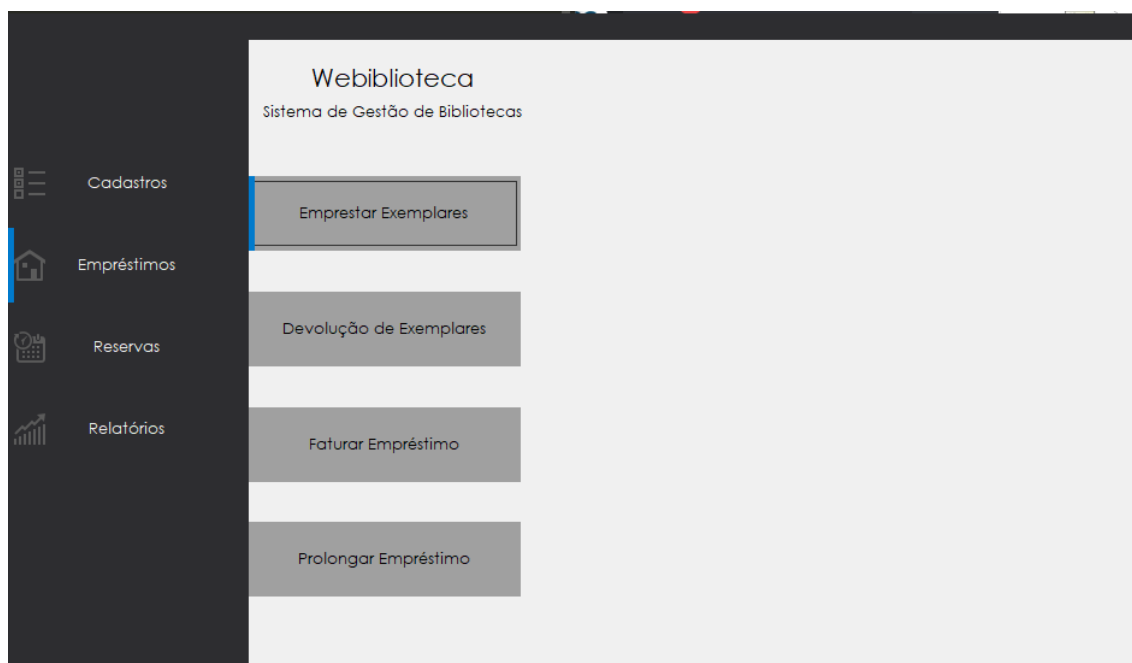 Webiblioteca
Sistema de Gestão de Bibliotecas
Cadastros
Empréstimos
Reservas
Relatórios
Emprestar Exemplares
Devolução de Exemplares
Faturar Empréstimo
Prolongar Empréstimo